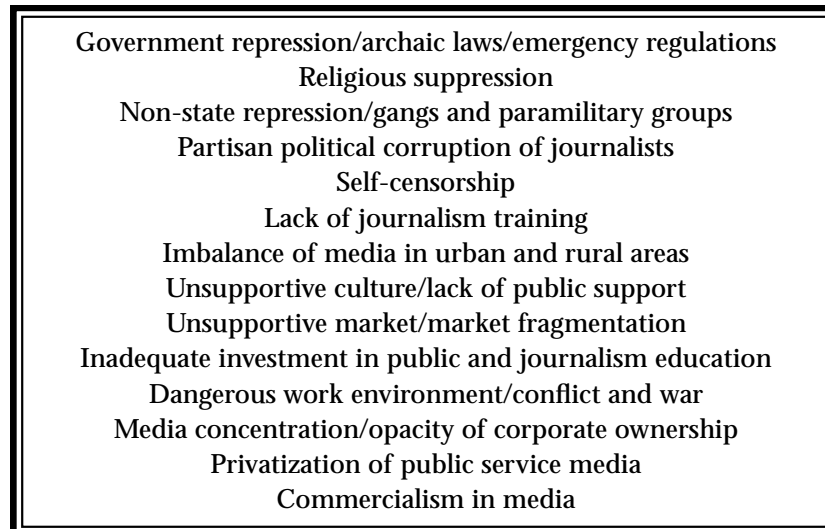 Government repression/archaic laws/emergency regulations
Religious suppression
Non-state repression/gangs and paramilitary groups
Partisan political corruption of journalists
Self-censorship
Lack of journalism training
Imbalance of media in urban and rural areas
Unsupportive culture/lack of public support
Unsupportive market/market fragmentation
Inadequate investment in public and journalism education
Dangerous work environment/conflict and war
Media concentration/opacity of corporate ownership
Privatization of public service media
Commercialism in media